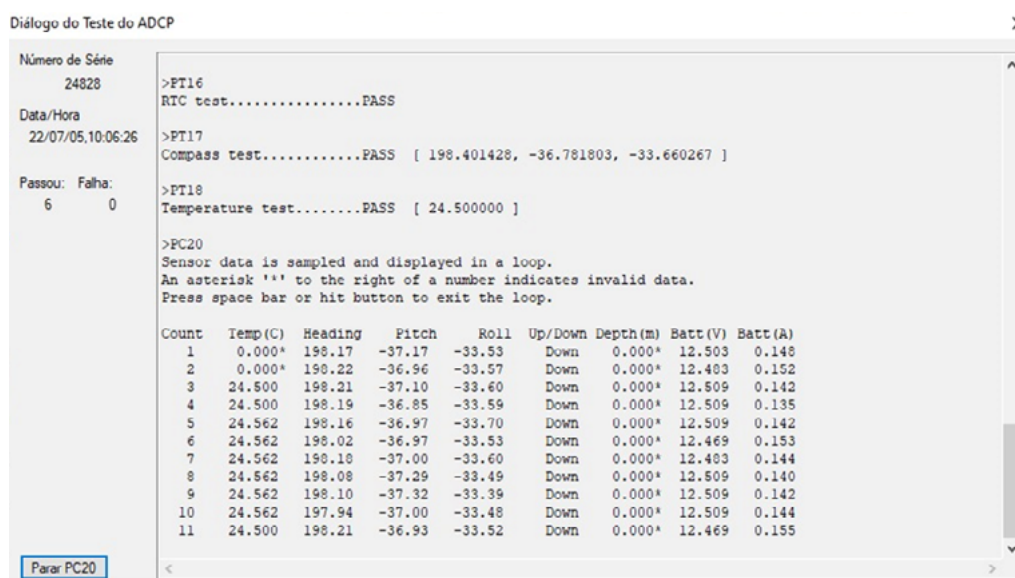 Diálogo do Teste do ADCP
Número de Série
24828
Data/Hora
22/07/05,10:06:26
Passou: Falha:
6 0
>PT16
RTC test................PASS
>PT17
Compass test............PASS [ 198.401428, -36.781803, -33.660267 ]
>PT18
Temperature test........PASS [ 24.500000 ]
>PC20
Sensor data is sampled and displayed in a loop.
An asterisk '*' to the right of a number indicates invalid data.
Press space bar or hit button to exit the loop.
Count Temp(C) Heading Pitch Roll Up/Down Depth(m) Batt(V) Batt(A)
1 0.000* 198.17 -37.17 -33.53 Down 0.000* 12.503 0.148
2 0.000* 198.22 -36.96 -33.57 Down 0.000* 12.483 0.152
3 24.500 198.21 -37.10 -33.60 Down 0.000* 12.509 0.142
4 24.500 198.19 -36.85 -33.59 Down 0.000* 12.509 0.135
5 24.562 198.16 -36.97 -33.70 Down 0.000* 12.509 0.142
6 24.562 198.02 -36.97 -33.53 Down 0.000* 12.469 0.153
7 24.562 198.18 -37.00 -33.60 Down 0.000* 12.483 0.144
8 24.562 198.08 -37.29 -33.49 Down 0.000* 12.509 0.140
9 24.562 198.10 -37.32 -33.39 Down 0.000* 12.509 0.142
10 24.562 197.94 -37.00 -33.48 Down 0.000* 12.509 0.144
11 24.500 198.21 -36.93 -33.52 Down 0.000* 12.469 0.155
Parar PC20